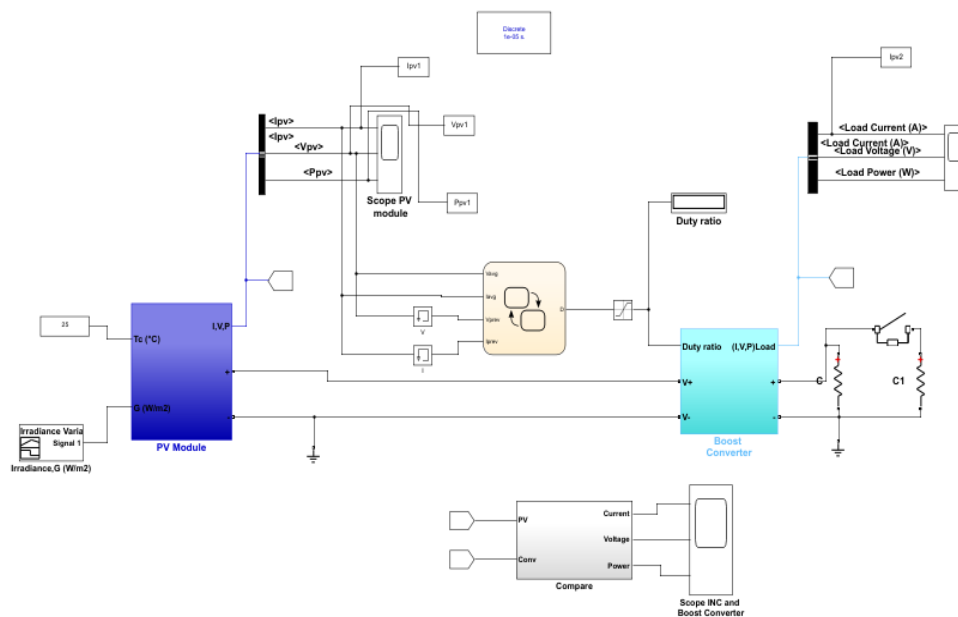 Discrete
1e-05 s.
Ipv1
Ipv2
<Ipv>
<Ipv>
<Vpv>
<Ppv>
Vpv1
Ppv1
Scope PV
module
<Load Current (A)>
<Load Current (A)>
<Load Voltage (V)>
<Load Power (W)>
Duty ratio
Vavg
Iavg
Vprev
Iprev
D
V
I
25
Tc (°C)
I,V,P
+
G (W/m2)
-
PV Module
Irradiance Varia
Signal 1
Irradiance,G (W/m2)
Duty ratio
(I,V,P)Load
V+
+
V-
-
Boost
Converter
C
C1
PV
Conv
Current
Voltage
Power
Compare
Scope INC and
Boost Converter